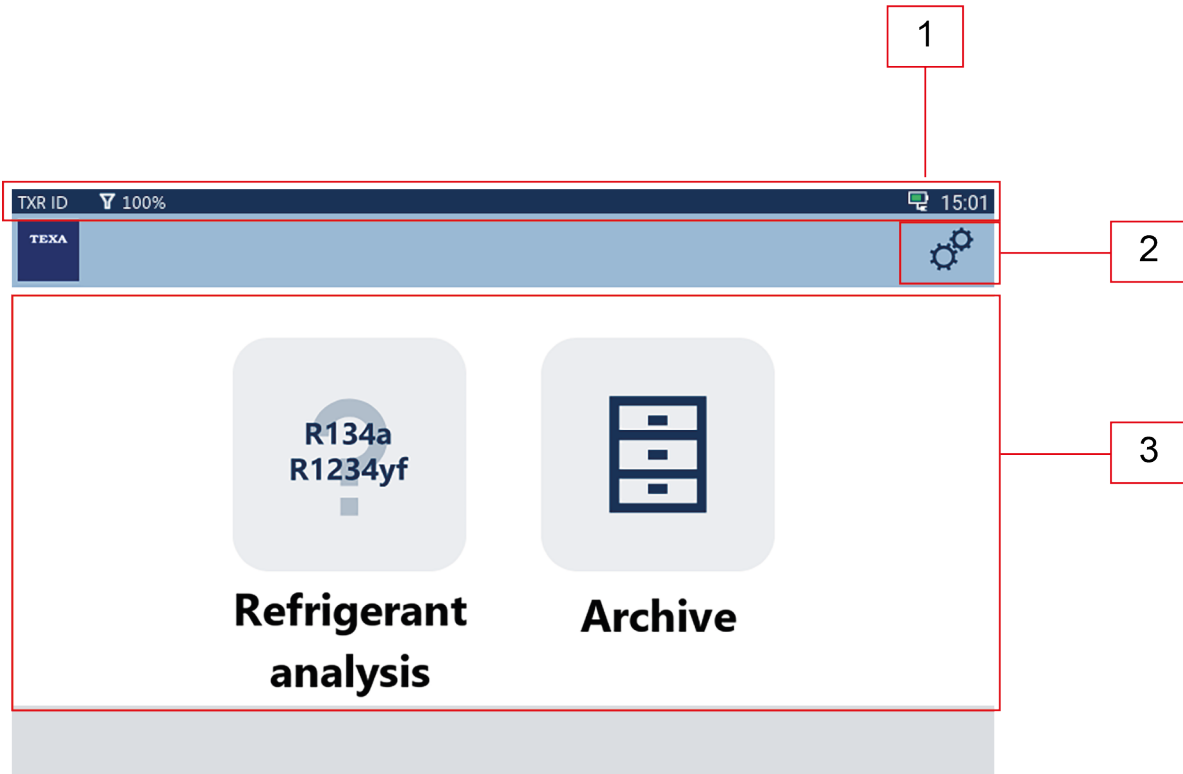 1
TXR ID 100% 15:01
TEXA
2
R134a
R1234yf
3
Refrigerant
analysis
Archive